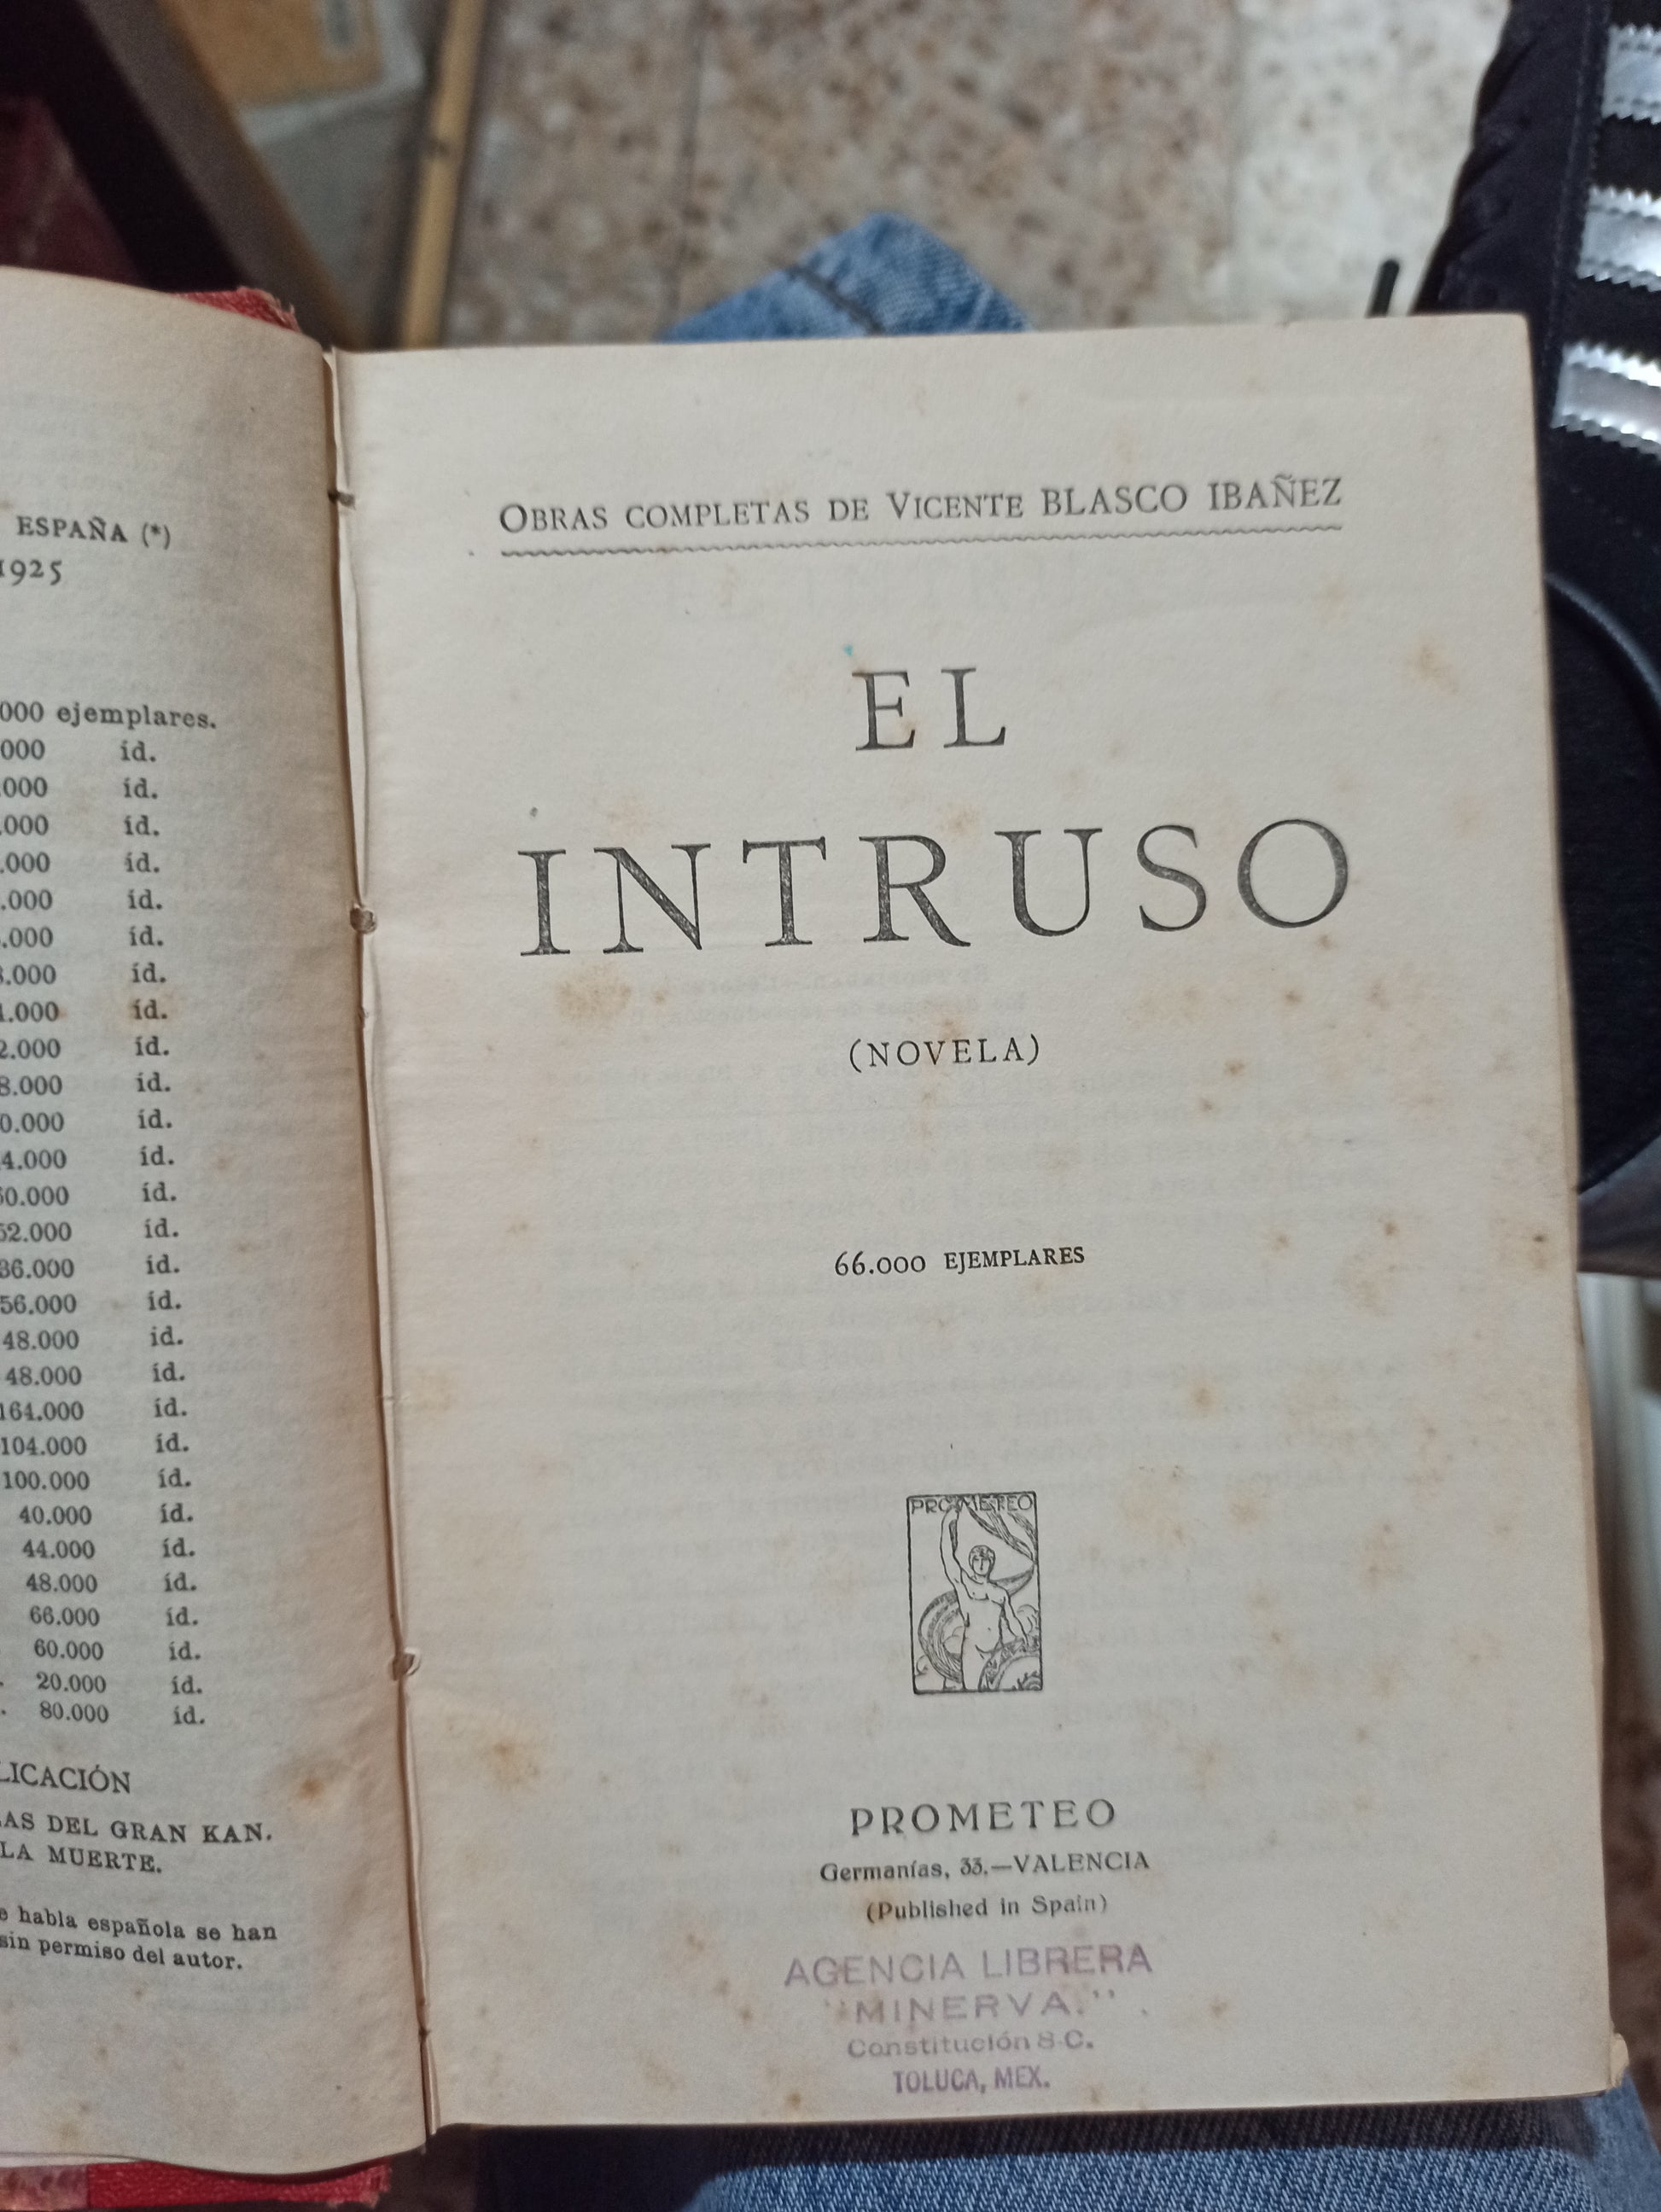 ESPAÑA (*)
1925
000 ejemplares.
000 íd.
.000 íd.
.000 íd.
.000 íd.
.000 íd.
.000 íd.
3.000 íd.
1.000 íd.
2.000 íd.
8.000 íd.
0.000 íd.
4.000 íd.
60.000 íd.
52.000 íd.
36.000 íd.
56.000 íd.
48.000 íd.
48.000 íd.
164.000 íd.
104.000 íd.
100.000 íd.
40.000 íd.
44.000 íd.
48.000 íd.
66.000 íd.
60.000 íd.
20.000 íd.
80.000 íd.
LICACIÓN
AS DEL GRAN KAN.
LA MUERTE.
e habla española se han
sin permiso del autor.
OBRAS COMPLETAS DE VICENTE BLASCO IBAÑEZ
EL
INTRUSO
(NOVELA)
66.000 EJEMPLARES
PROMETEO
PROMETEO
Germanías, 33.—VALENCIA
(Published in Spain)
AGENCIA LIBRERA
"MINERVA."
Constitución 8-C.
TOLUCA, MEX.